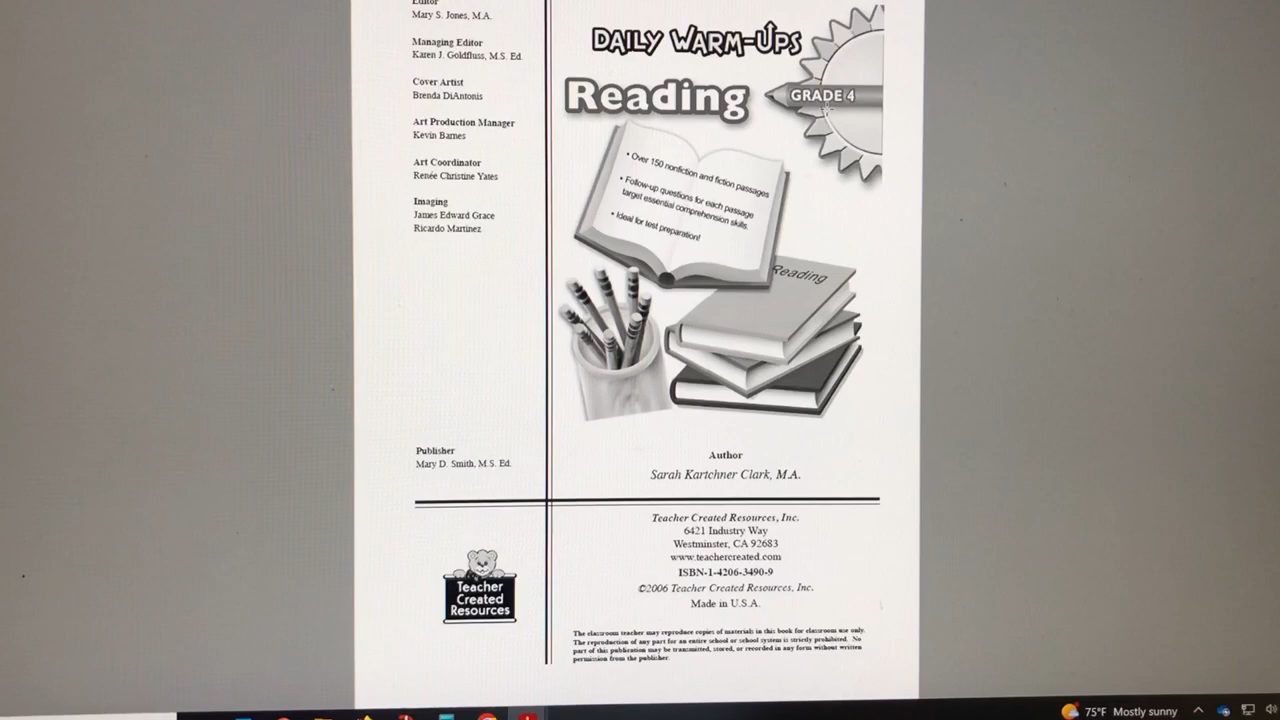 Editor
Mary S. Jones, M.A.
Managing Editor
Karen J. Goldfluss, M.S. Ed.
Cover Artist
Brenda DiAntonis
Art Production Manager
Kevin Barnes
Art Coordinator
Renée Christine Yates
Imaging
James Edward Grace
Ricardo Martinez
Publisher
Mary D. Smith, M.S. Ed.
DAILY WARM-UPS
Reading
GRADE 4
• Over 150 nonfiction and fiction passages
• Follow-up questions for each passage
target essential comprehension skills.
• Ideal for test preparation!
Reading
Author
Sarah Kartchner Clark, M.A.
Teacher Created Resources, Inc.
6421 Industry Way
Westminster, CA 92683
www.teachercreated.com
ISBN-1-4206-3490-9
©2006 Teacher Created Resources, Inc.
Made in U.S.A.
Teacher
Created
Resources
The classroom teacher may reproduce copies of materials in this book for classroom use only.
The reproduction of any part for an entire school or school system is strictly prohibited. No
part of this publication may be transmitted, stored, or recorded in any form without written
permission from the publisher.
75°F Mostly sunny